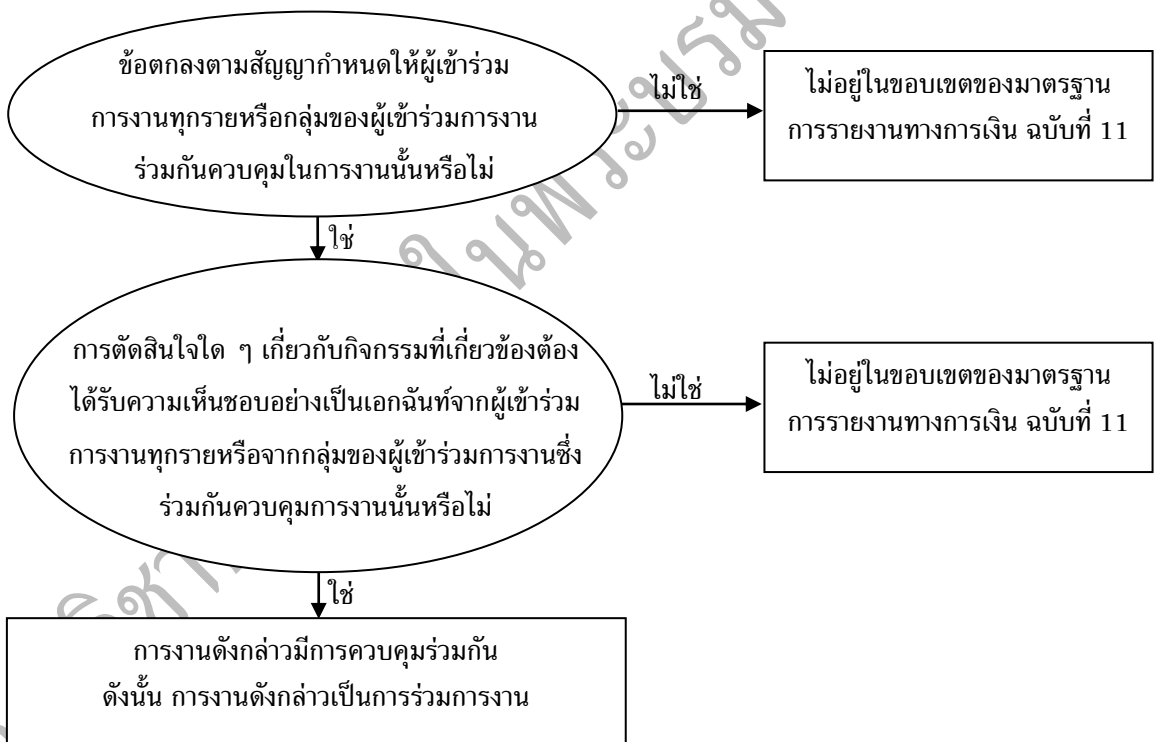 ข้อตกลงตามสัญญากำหนดให้ผู้เข้าร่วม
การงานทุกรายหรือกลุ่มของผู้เข้าร่วมการงาน
ร่วมกันควบคุมในการงานนั้นหรือไม่
ไม่ใช่
ไม่อยู่ในขอบเขตของมาตรฐาน
การรายงานทางการเงิน ฉบับที่ 11
ใช่
การตัดสินใจใด ๆ เกี่ยวกับกิจกรรมที่เกี่ยวข้องต้อง
ได้รับความเห็นชอบอย่างเป็นเอกฉันท์จากผู้เข้าร่วม
การงานทุกรายหรือจากกลุ่มของผู้เข้าร่วมการงานซึ่ง
ร่วมกันควบคุมการงานนั้นหรือไม่
ไม่ใช่
ไม่อยู่ในขอบเขตของมาตรฐาน
การรายงานทางการเงิน ฉบับที่ 11
ใช่
การงานดังกล่าวมีการควบคุมร่วมกัน
ดังนั้น การงานดังกล่าวเป็นการร่วมการงาน